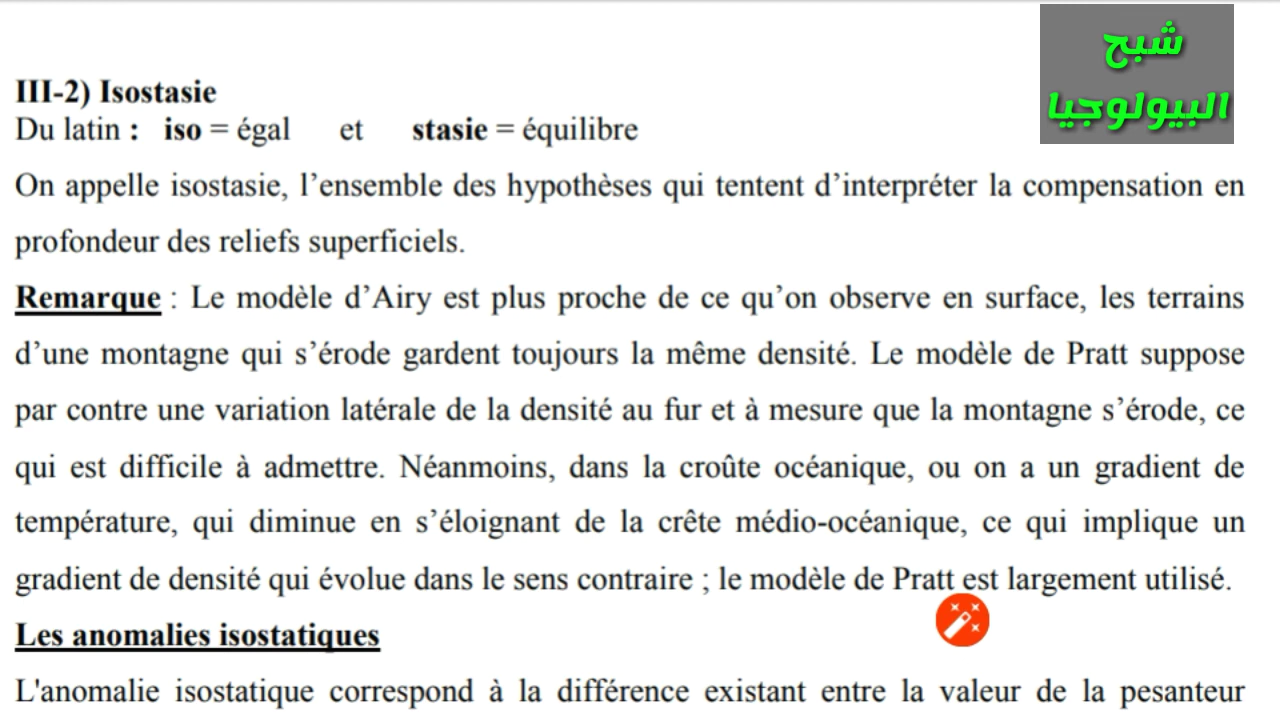 شبح
البيولوجيا
III-2) Isostasie
Du latin : iso = égal et stasie = équilibre
On appelle isostasie, l’ensemble des hypothèses qui tentent d’interpréter la compensation en
profondeur des reliefs superficiels.
Remarque : Le modèle d’Airy est plus proche de ce qu’on observe en surface, les terrains
d’une montagne qui s’érode gardent toujours la même densité. Le modèle de Pratt suppose
par contre une variation latérale de la densité au fur et à mesure que la montagne s’érode, ce
qui est difficile à admettre. Néanmoins, dans la croûte océanique, ou on a un gradient de
température, qui diminue en s’éloignant de la crête médio-océanique, ce qui implique un
gradient de densité qui évolue dans le sens contraire ; le modèle de Pratt est largement utilisé.
Les anomalies isostatiques
L'anomalie isostatique correspond à la différence existant entre la valeur de la pesanteur